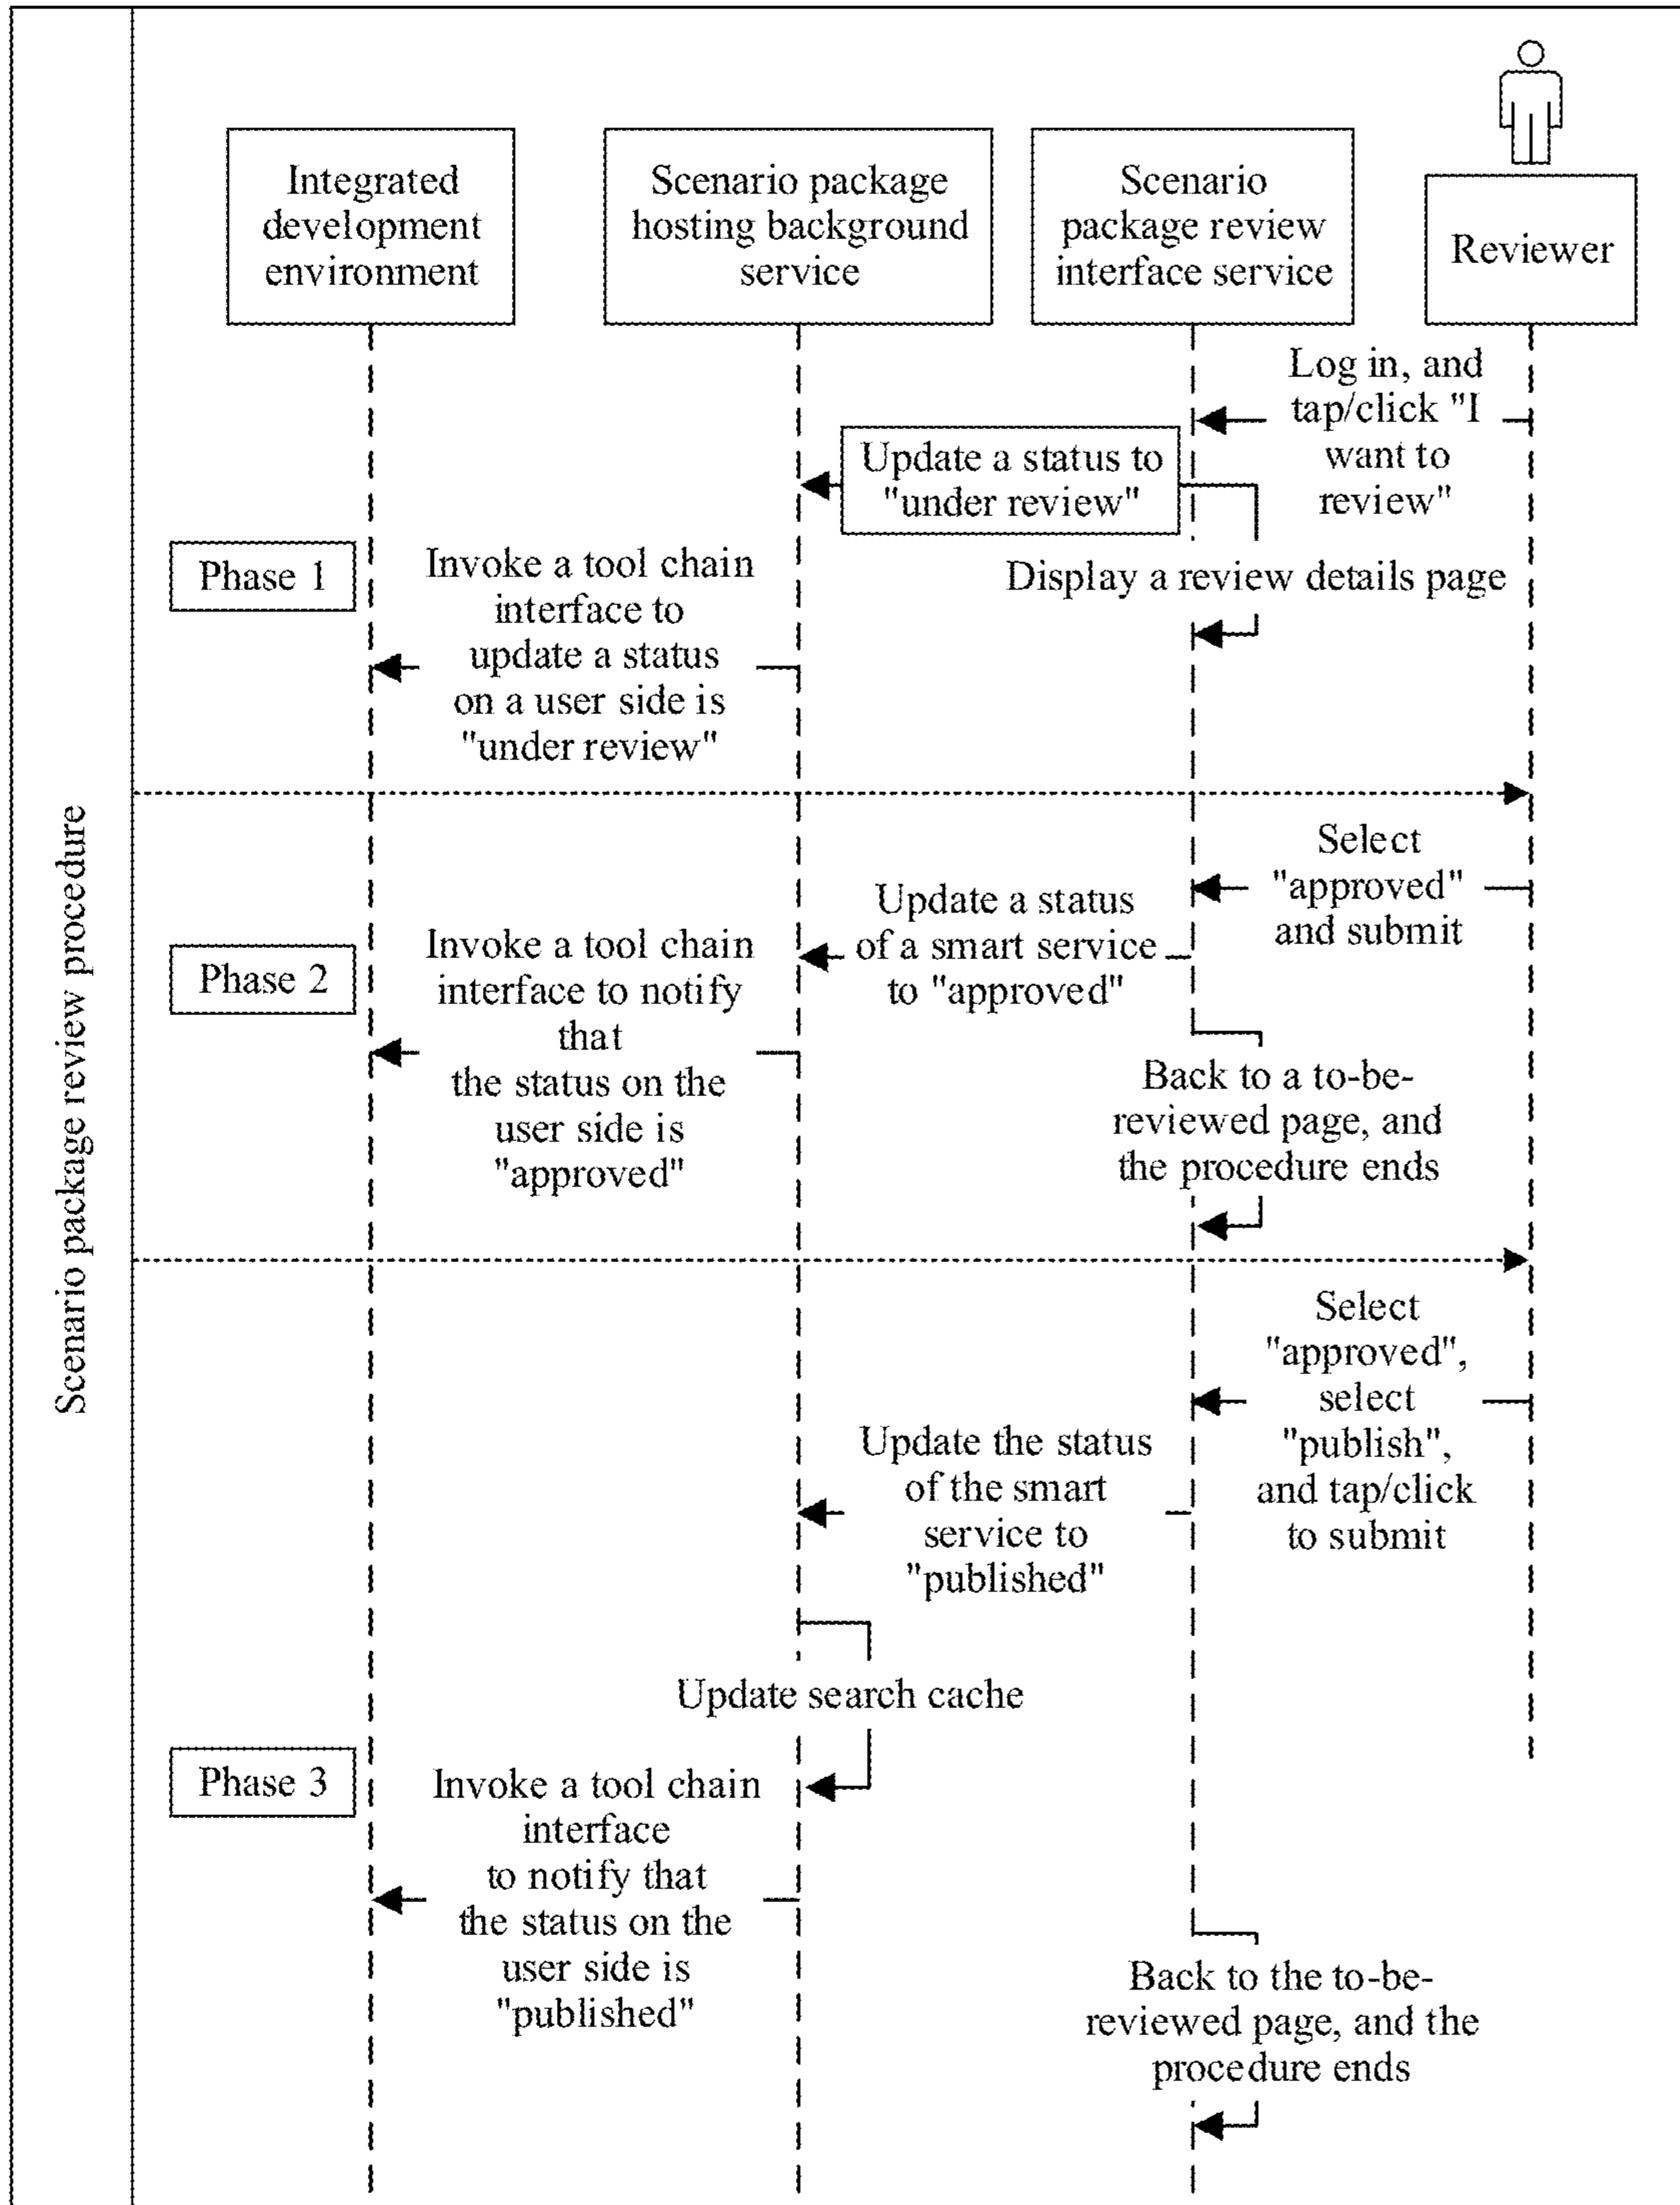 Scenario package review procedure
Integrated
development
environment
Scenario package
hosting background
service
Scenario
package review
interface service
Reviewer
Log in, and
tap/click "I
want to
review"
Update a status to
"under review"
Display a review details page
Phase 1
Invoke a tool chain
interface to
update a status
on a user side is
"under review"
Select
"approved"
and submit
Update a status
of a smart service
to "approved"
Phase 2
Invoke a tool chain
interface to notify
that
the status on the
user side is
"approved"
Back to a to-be-
reviewed page, and
the procedure ends
Select
"approved",
select
"publish",
and tap/click
to submit
Update the status
of the smart
service to
"published"
Update search cache
Phase 3
Invoke a tool chain
interface
to notify that
the status on the
user side is
"published"
Back to the to-be-
reviewed page, and the
procedure ends